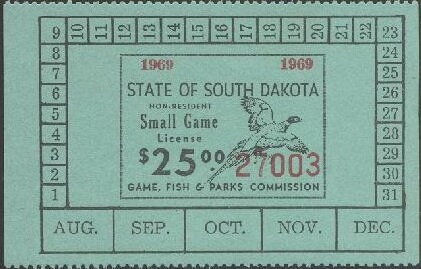 9 10 11 12 13 14 15 16 17 18 19 20 21 22 23
8 24
7 1969 1969 25
6 STATE OF SOUTH DAKOTA 26
5 NON-RESIDENT 27
4 Small Game 28
License
3 $25.00 27003 29
2 GAME, FISH & PARKS COMMISSION 30
1 31
AUG. SEP. OCT. NOV. DEC.